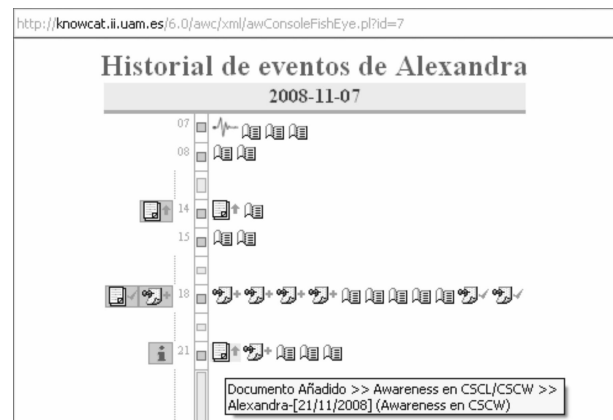 http://knowcat.ii.uam.es/6.0/awc/xml/awConsoleFishEye.pl?id=7
Historial de eventos de Alexandra
2008-11-07
07
08
14
15
18
21
Documento Añadido >> Awareness en CSCL/CSCW >>
Alexandra-[21/11/2008] (Awareness en CSCW)